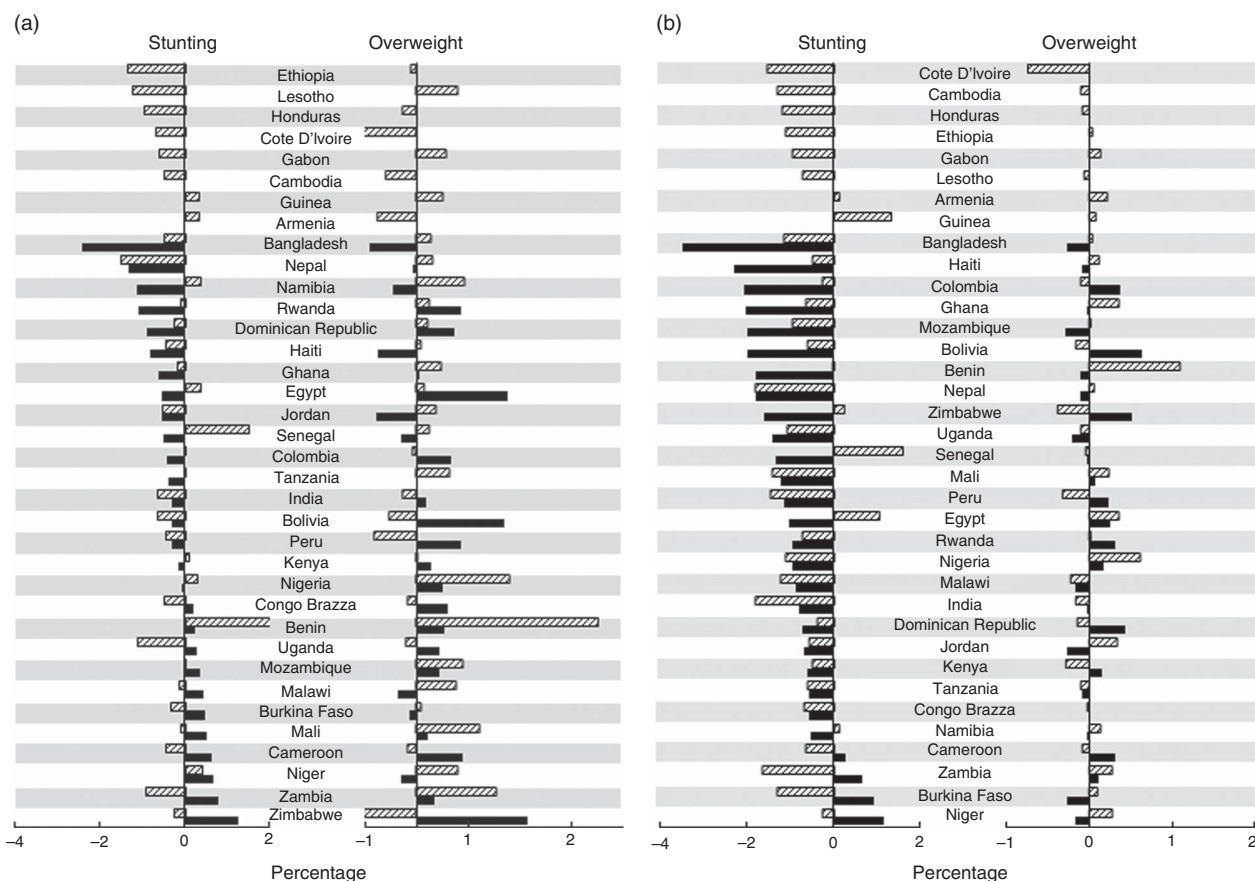 (a)
Stunting Overweight
Ethiopia
Lesotho
Honduras
Cote D'Ivoire
Gabon
Cambodia
Guinea
Armenia
Bangladesh
Nepal
Namibia
Rwanda
Dominican Republic
Haiti
Ghana
Egypt
Jordan
Senegal
Colombia
Tanzania
India
Bolivia
Peru
Kenya
Nigeria
Congo Brazza
Benin
Uganda
Mozambique
Malawi
Burkina Faso
Mali
Cameroon
Niger
Zambia
Zimbabwe
–4 –2 0 2 –1 0 1 2
Percentage
(b)
Stunting Overweight
Cote D'Ivoire
Cambodia
Honduras
Ethiopia
Gabon
Lesotho
Armenia
Guinea
Bangladesh
Haiti
Colombia
Ghana
Mozambique
Bolivia
Benin
Nepal
Zimbabwe
Uganda
Senegal
Mali
Peru
Egypt
Rwanda
Nigeria
Malawi
India
Dominican Republic
Jordan
Kenya
Tanzania
Congo Brazza
Namibia
Cameroon
Zambia
Burkina Faso
Niger
–4 –2 0 2 –1 0 1 2
Percentage